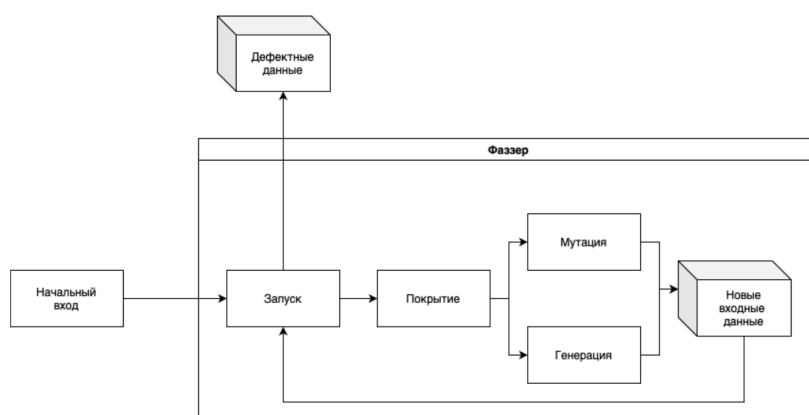 Дефектные
данные
Фаззер
Мутация
Начальный
вход
Запуск
Покрытие
Новые
входные
данные
Генерация